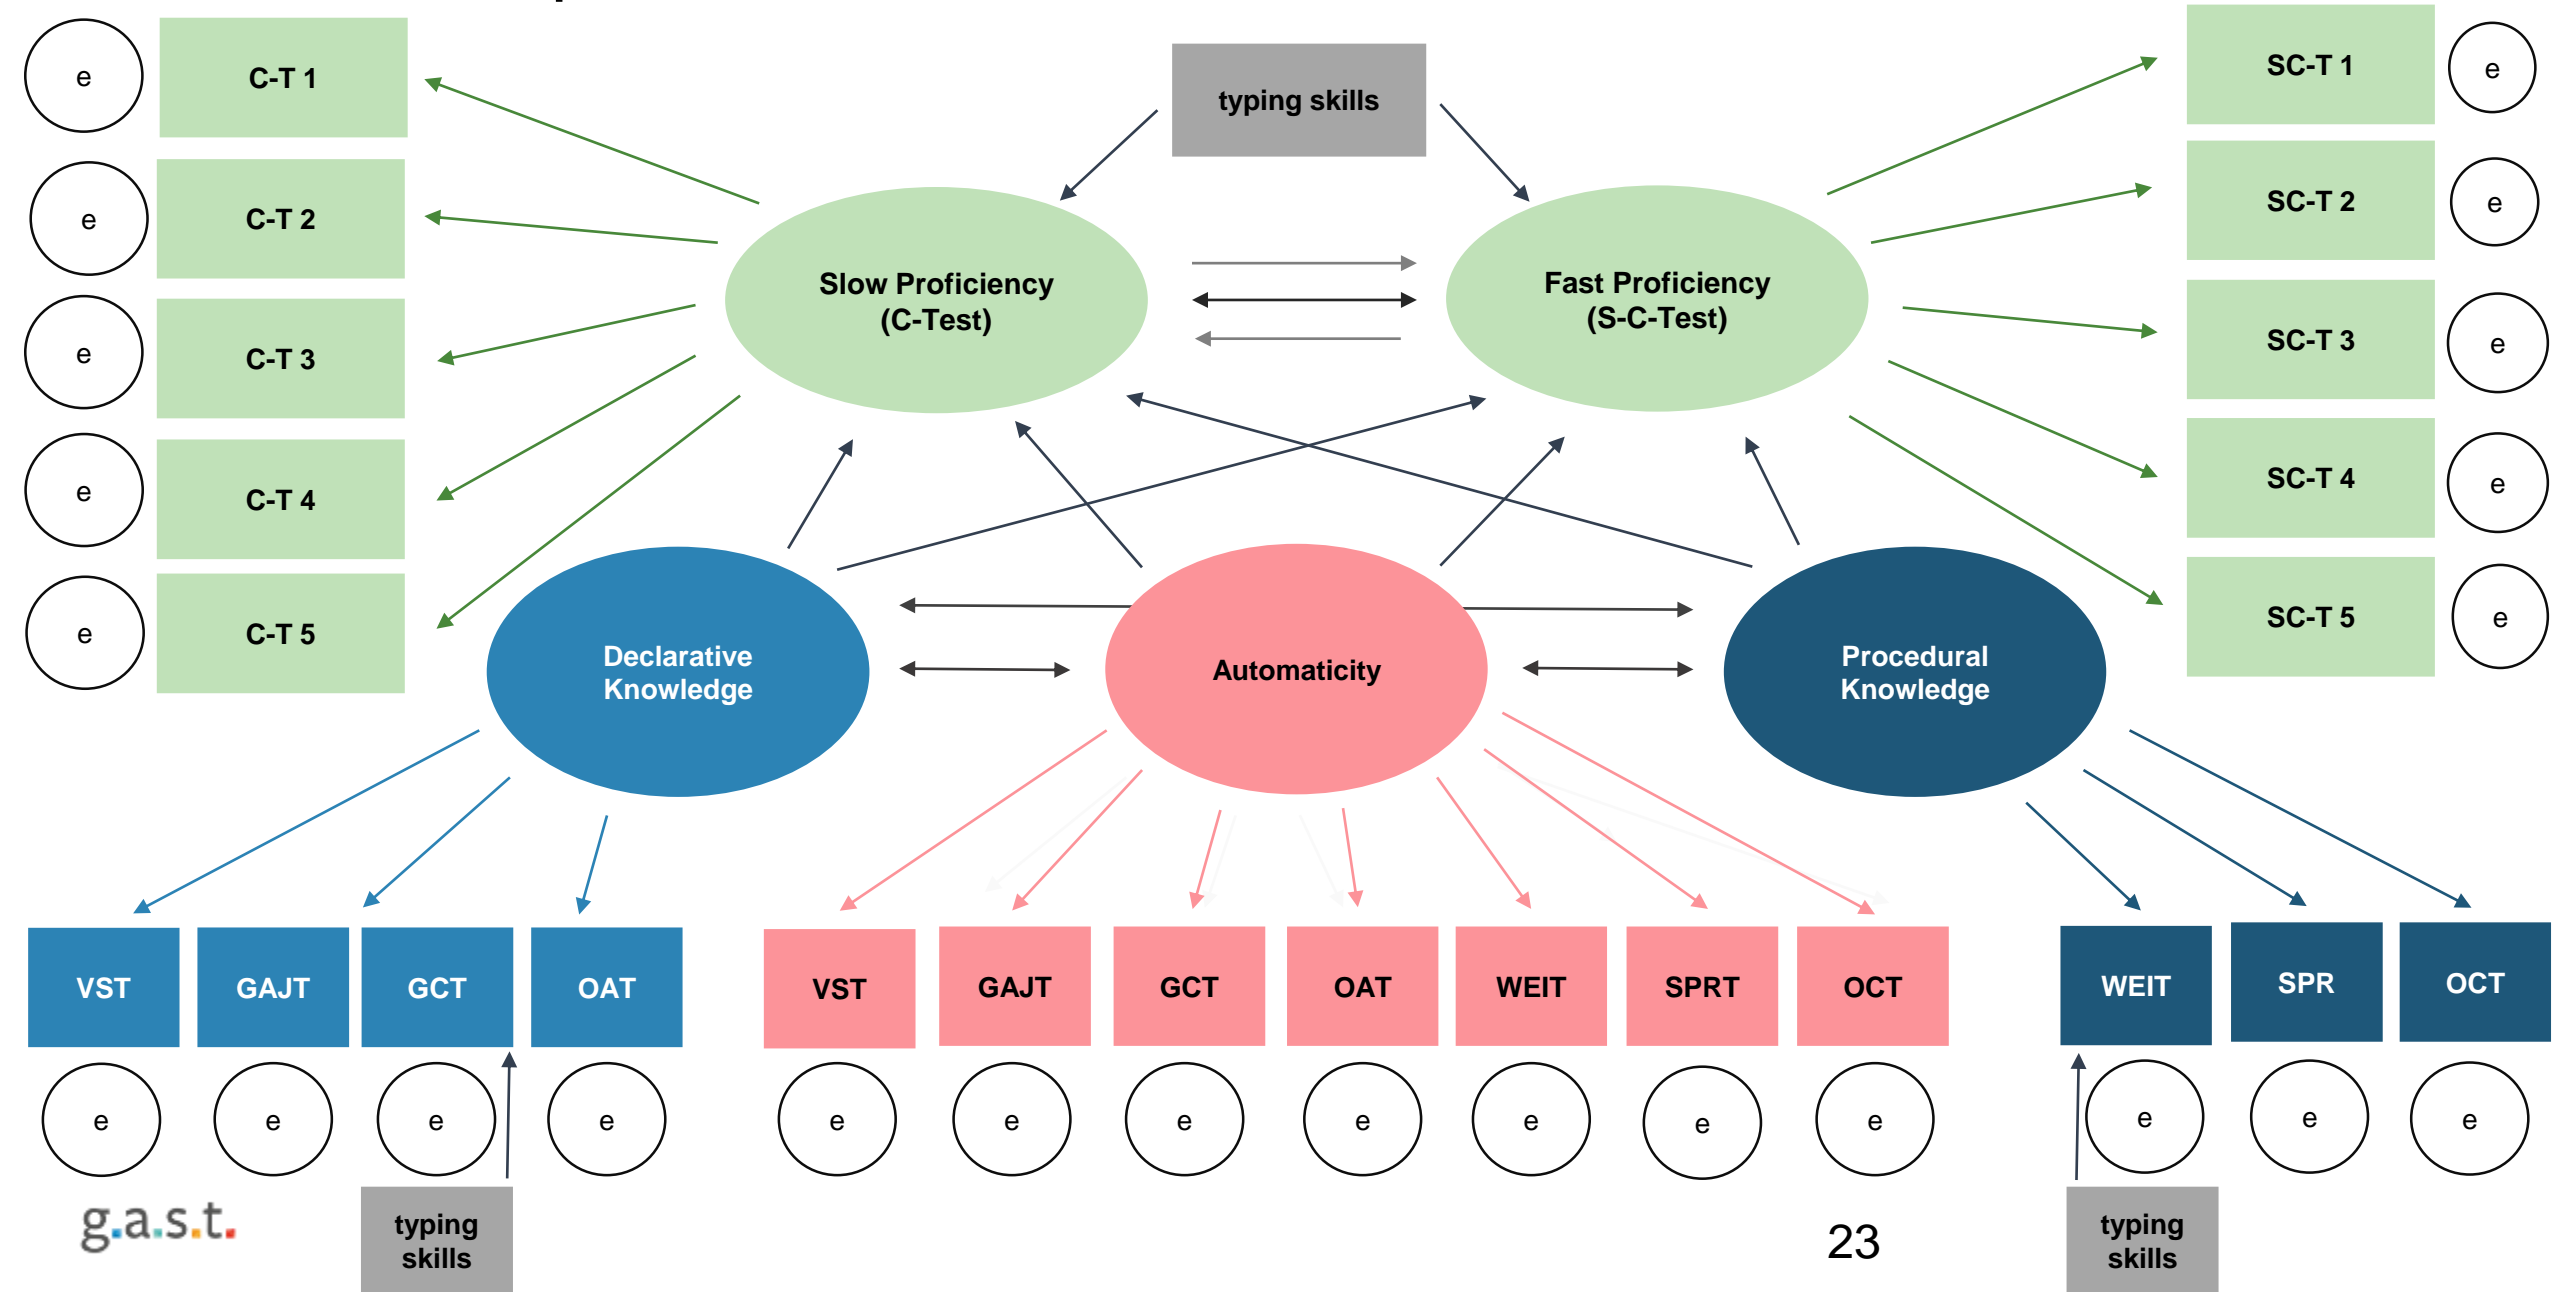 e
C-T 1
typing skills
SC-T 1
e
e
C-T 2
SC-T 2
e
Slow Proficiency
(C-Test)
Fast Proficiency
(S-C-Test)
e
C-T 3
SC-T 3
e
e
C-T 4
SC-T 4
e
e
C-T 5
SC-T 5
e
Declarative
Knowledge
Automaticity
Procedural
Knowledge
VST
GAJT
GCT
OAT
VST
GAJT
GCT
OAT
WEIT
SPRT
OCT
WEIT
SPR
OCT
e
e
e
e
e
e
e
e
e
e
e
e
e
e
g.a.s.t.
typing
skills
23
typing
skills